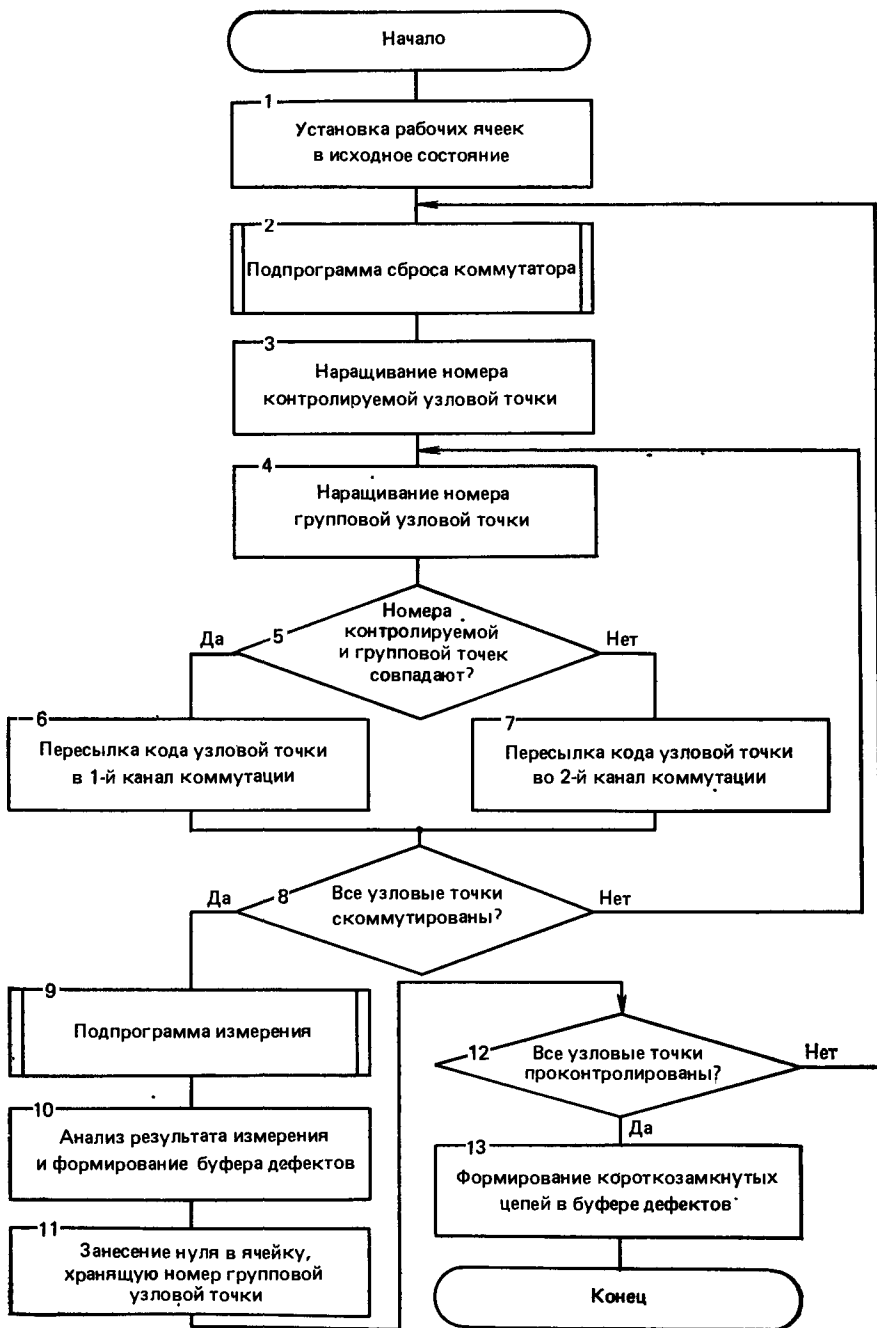 Начало
1
Установка рабочих ячеек
в исходное состояние
2
Подпрограмма сброса коммутатора
3
Наращивание номера
контролируемой узловой точки
4
Наращивание номера
групповой узловой точки
5
Номера
контролируемой
и групповой точек
совпадают?
Да
Нет
6
Пересылка кода узловой точки
в 1-й канал коммутации
7
Пересылка кода узловой точки
во 2-й канал коммутации
8
Все узловые точки
скоммутированы?
Да
Нет
9
Подпрограмма измерения
10
Анализ результата измерения
и формирование буфера дефектов
11
Занесение нуля в ячейку,
хранящую номер групповой
узловой точки
12
Все узловые точки
проконтролированы?
Нет
Да
13
Формирование короткозамкнутых
цепей в буфере дефектов
Конец